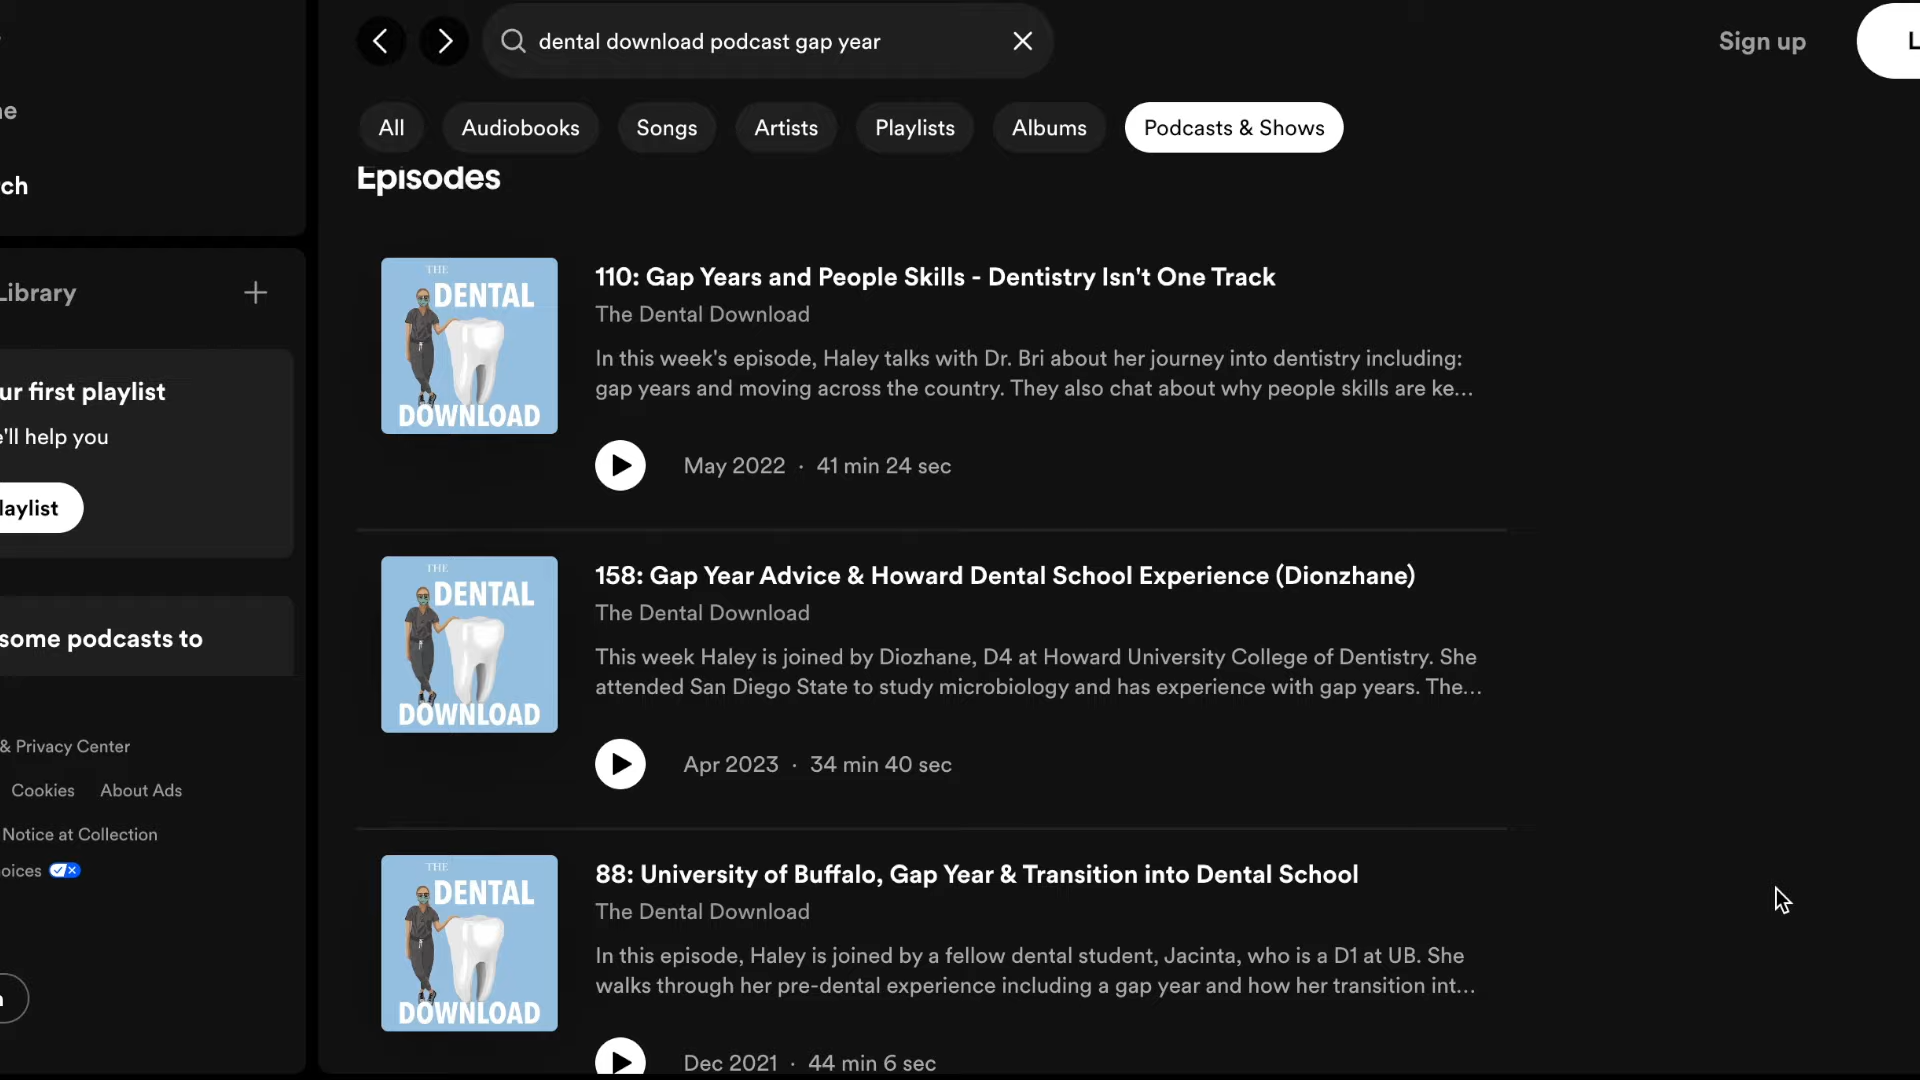 dental download podcast gap year
Sign up
L
All
Audiobooks
Songs
Artists
Playlists
Albums
Podcasts & Shows
ne
rch
Library
ur first playlist
e'll help you
laylist
some podcasts to
& Privacy Center
Cookies
About Ads
Notice at Collection
oices
Episodes
THE
DENTAL
DOWNLOAD
110: Gap Years and People Skills - Dentistry Isn't One Track
The Dental Download
In this week's episode, Haley talks with Dr. Bri about her journey into dentistry including:
gap years and moving across the country. They also chat about why people skills are ke...
May 2022 · 41 min 24 sec
THE
DENTAL
DOWNLOAD
158: Gap Year Advice & Howard Dental School Experience (Dionzhane)
The Dental Download
This week Haley is joined by Diozhane, D4 at Howard University College of Dentistry. She
attended San Diego State to study microbiology and has experience with gap years. The...
Apr 2023 · 34 min 40 sec
THE
DENTAL
DOWNLOAD
88: University of Buffalo, Gap Year & Transition into Dental School
The Dental Download
In this episode, Haley is joined by a fellow dental student, Jacinta, who is a D1 at UB. She
walks through her pre-dental experience including a gap year and how her transition int...
Dec 2021 · 44 min 6 sec